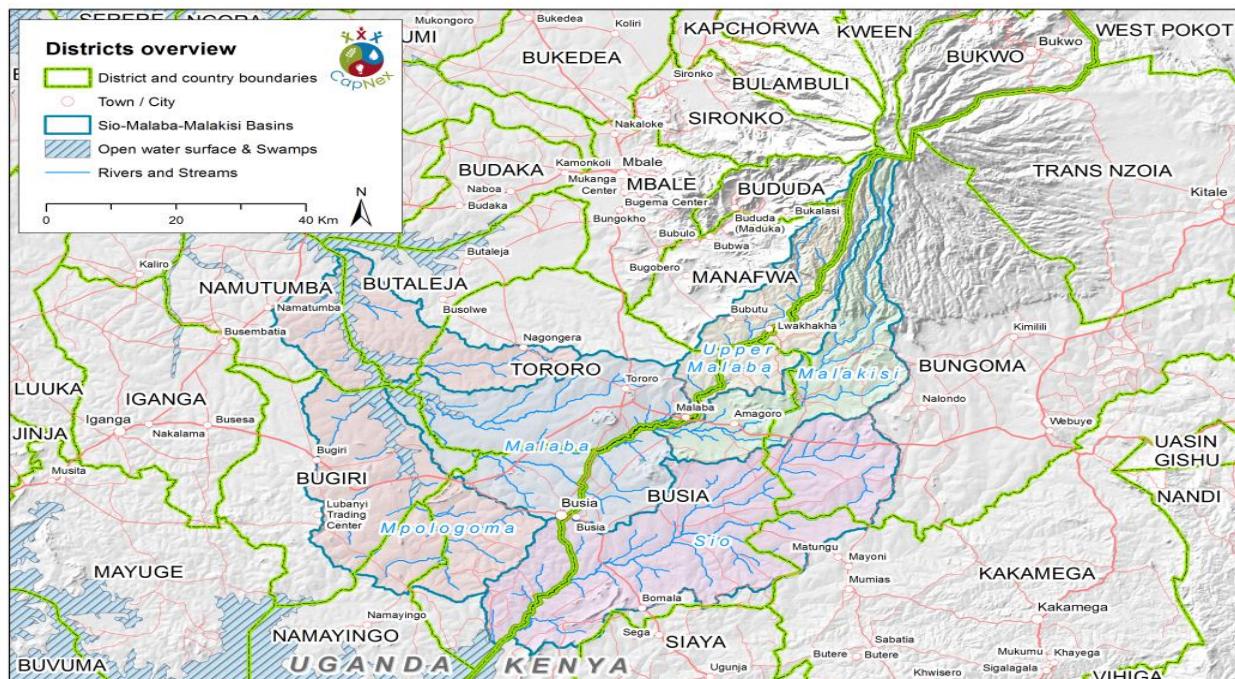 Districts overview
District and country boundaries
Town / City
Sio-Malaba-Malakisi Basins
Open water surface & Swamps
Rivers and Streams
0 20 40 Km
N
CapNex
UMI
Mukongoro
Bukedea
Koliri
BUKEDEA
KAPCHORWA
KWEEN
WEST POKOT
BUKWO
Bukwo
Sironko
BULAMBULI
SIRONKO
Nakaloke
BUDAKA
Kamonkoli
Mbale
Mukanga
Center
MBALE
Naboa
Budaka
Bugema Center
Bungokho
BUDUDA
Bukalasi
Bududa
(Maduka)
Bubulo
Bubwa
TRANS NZOIA
Kitale
Butaleja
Bugobero
Kaliro
NAMUTUMBA
BUTALEJA
MANAFWA
Namatumba
Busolwe
Bubutu
Lwakhakha
Kimilili
Busembatia
Nagongera
Upper
Malaba
Malakisi
BUNGOMA
TORORO
Tororo
LUUKA
IGANGA
Iganga
Busesa
Nakalama
Malaba
Amagoro
Nalondo
Webuye
JINJA
Musita
Bugiri
Malaba
UASIN
GISHU
BUGIRI
NANDI
Lubanyi
Trading
Center
Busia
BUSIA
Mpologoma
Busia
Sio
Matungu
Mayoni
MAYUGE
Mumias
KAKAMEGA
Bomala
Kakamega
Namayingo
NAMAYINGO
Sega
SIAYA
Sabatia
Mukumu
Khayega
BUVUMA
UGANDA KENYA
Ugunja
Butere
Butere
Khwisero
Sigalagala
VIHIGA